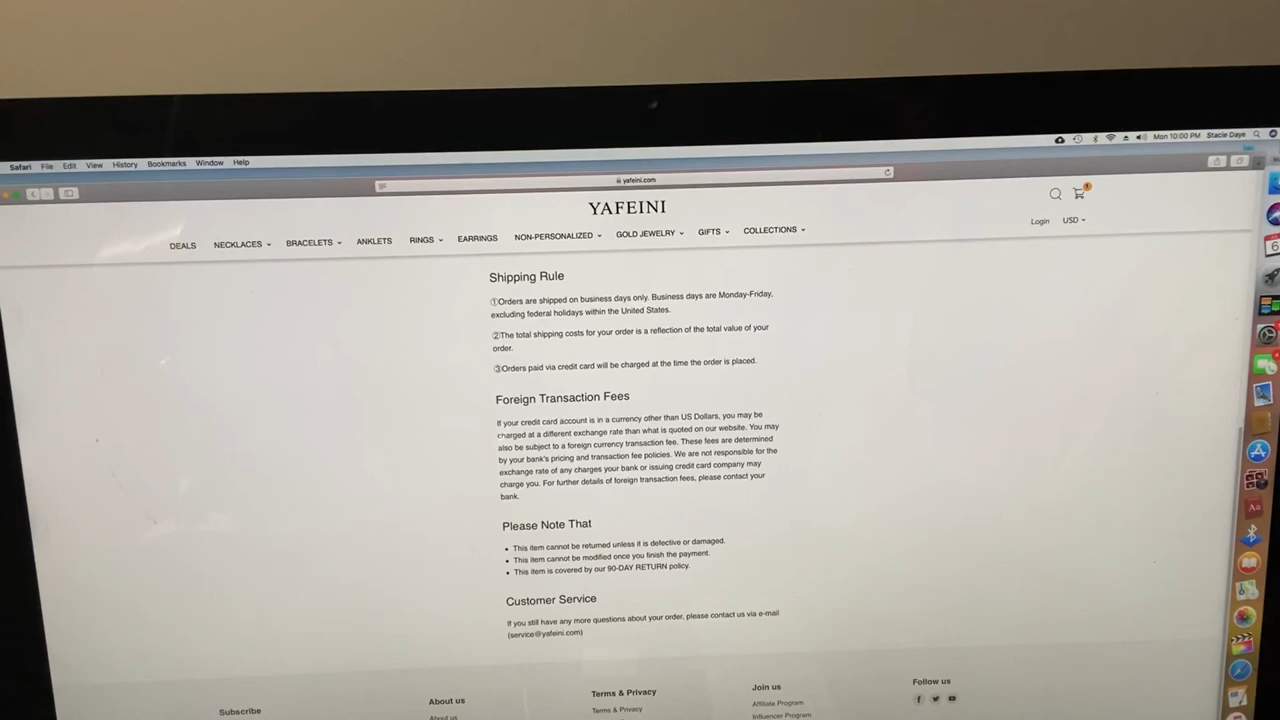 Safari File Edit View History Bookmarks Window Help
Mon 10:00 PM Stacie Daye
yafeini.com
YAFEINI
1
Login USD
DEALS NECKLACES BRACELETS ANKLETS RINGS EARRINGS NON-PERSONALIZED GOLD JEWELRY GIFTS COLLECTIONS
Shipping Rule
①Orders are shipped on business days only. Business days are Monday-Friday,
excluding federal holidays within the United States.
②The total shipping costs for your order is a reflection of the total value of your
order.
③Orders paid via credit card will be charged at the time the order is placed.
Foreign Transaction Fees
If your credit card account is in a currency other than US Dollars, you may be
charged at a different exchange rate than what is quoted on our website. You may
also be subject to a foreign currency transaction fee. These fees are determined
by your bank's pricing and transaction fee policies. We are not responsible for the
exchange rate of any charges your bank or issuing credit card company may
charge you. For further details of foreign transaction fees, please contact your
bank.
Please Note That
• This item cannot be returned unless it is defective or damaged.
• This item cannot be modified once you finish the payment.
• This item is covered by our 90-DAY RETURN policy.
Customer Service
If you still have any more questions about your order, please contact us via e-mail
(service@yafeini.com)
Subscribe
About us
About us
Terms & Privacy
Terms & Privacy
Join us
Affiliate Program
Influencer Program
Follow us
6
Aa